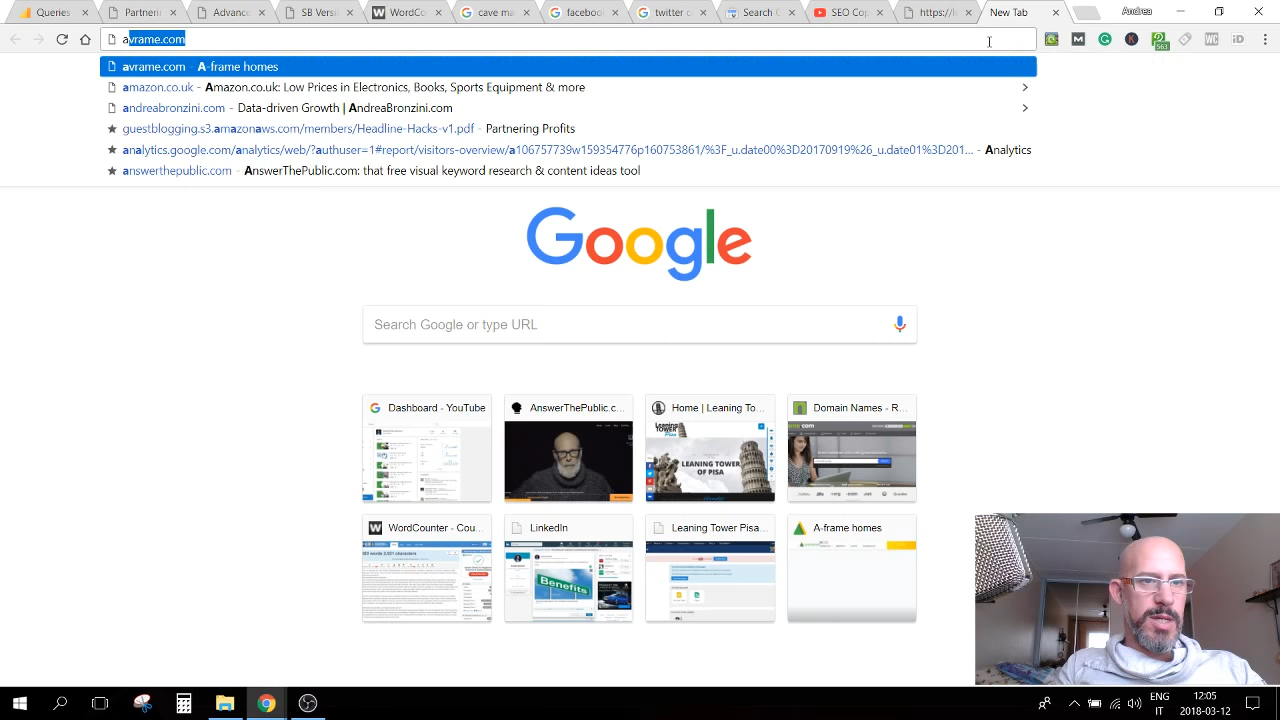 Queries
Partnerin
Advance
SB Versi
WordCo
cave ma
faceboo
twitter c
Search C
SEO Cop
https://l
New Tab
avrame.com
563
avrame.com - A-frame homes
amazon.co.uk - Amazon.co.uk: Low Prices in Electronics, Books, Sports Equipment & more
andreabronzini.com - Data-driven Growth | AndreaBronzini.com
guestblogging.s3.amazonaws.com/members/Headline-Hacks-v1.pdf - Partnering Profits
analytics.google.com/analytics/web/?authuser=1#report/visitors-overview/a106757739w159354776p160753861/%3F_u.date00%3D20170919%26_u.date01%3D201... - Analytics
answerthepublic.com - AnswerThePublic.com: that free visual keyword research & content ideas tool
Google
Search Google or type URL
Dashboard - YouTube
AnswerThePublic.c...
Home | Leaning To...
Domain Names - R...
LEANING TOWER
OF PISA
WordCounter - Cou...
LinkedIn
Leaning Tower Pisa...
A-frame homes
Benefits
ENG
IT
12:05
2018-03-12